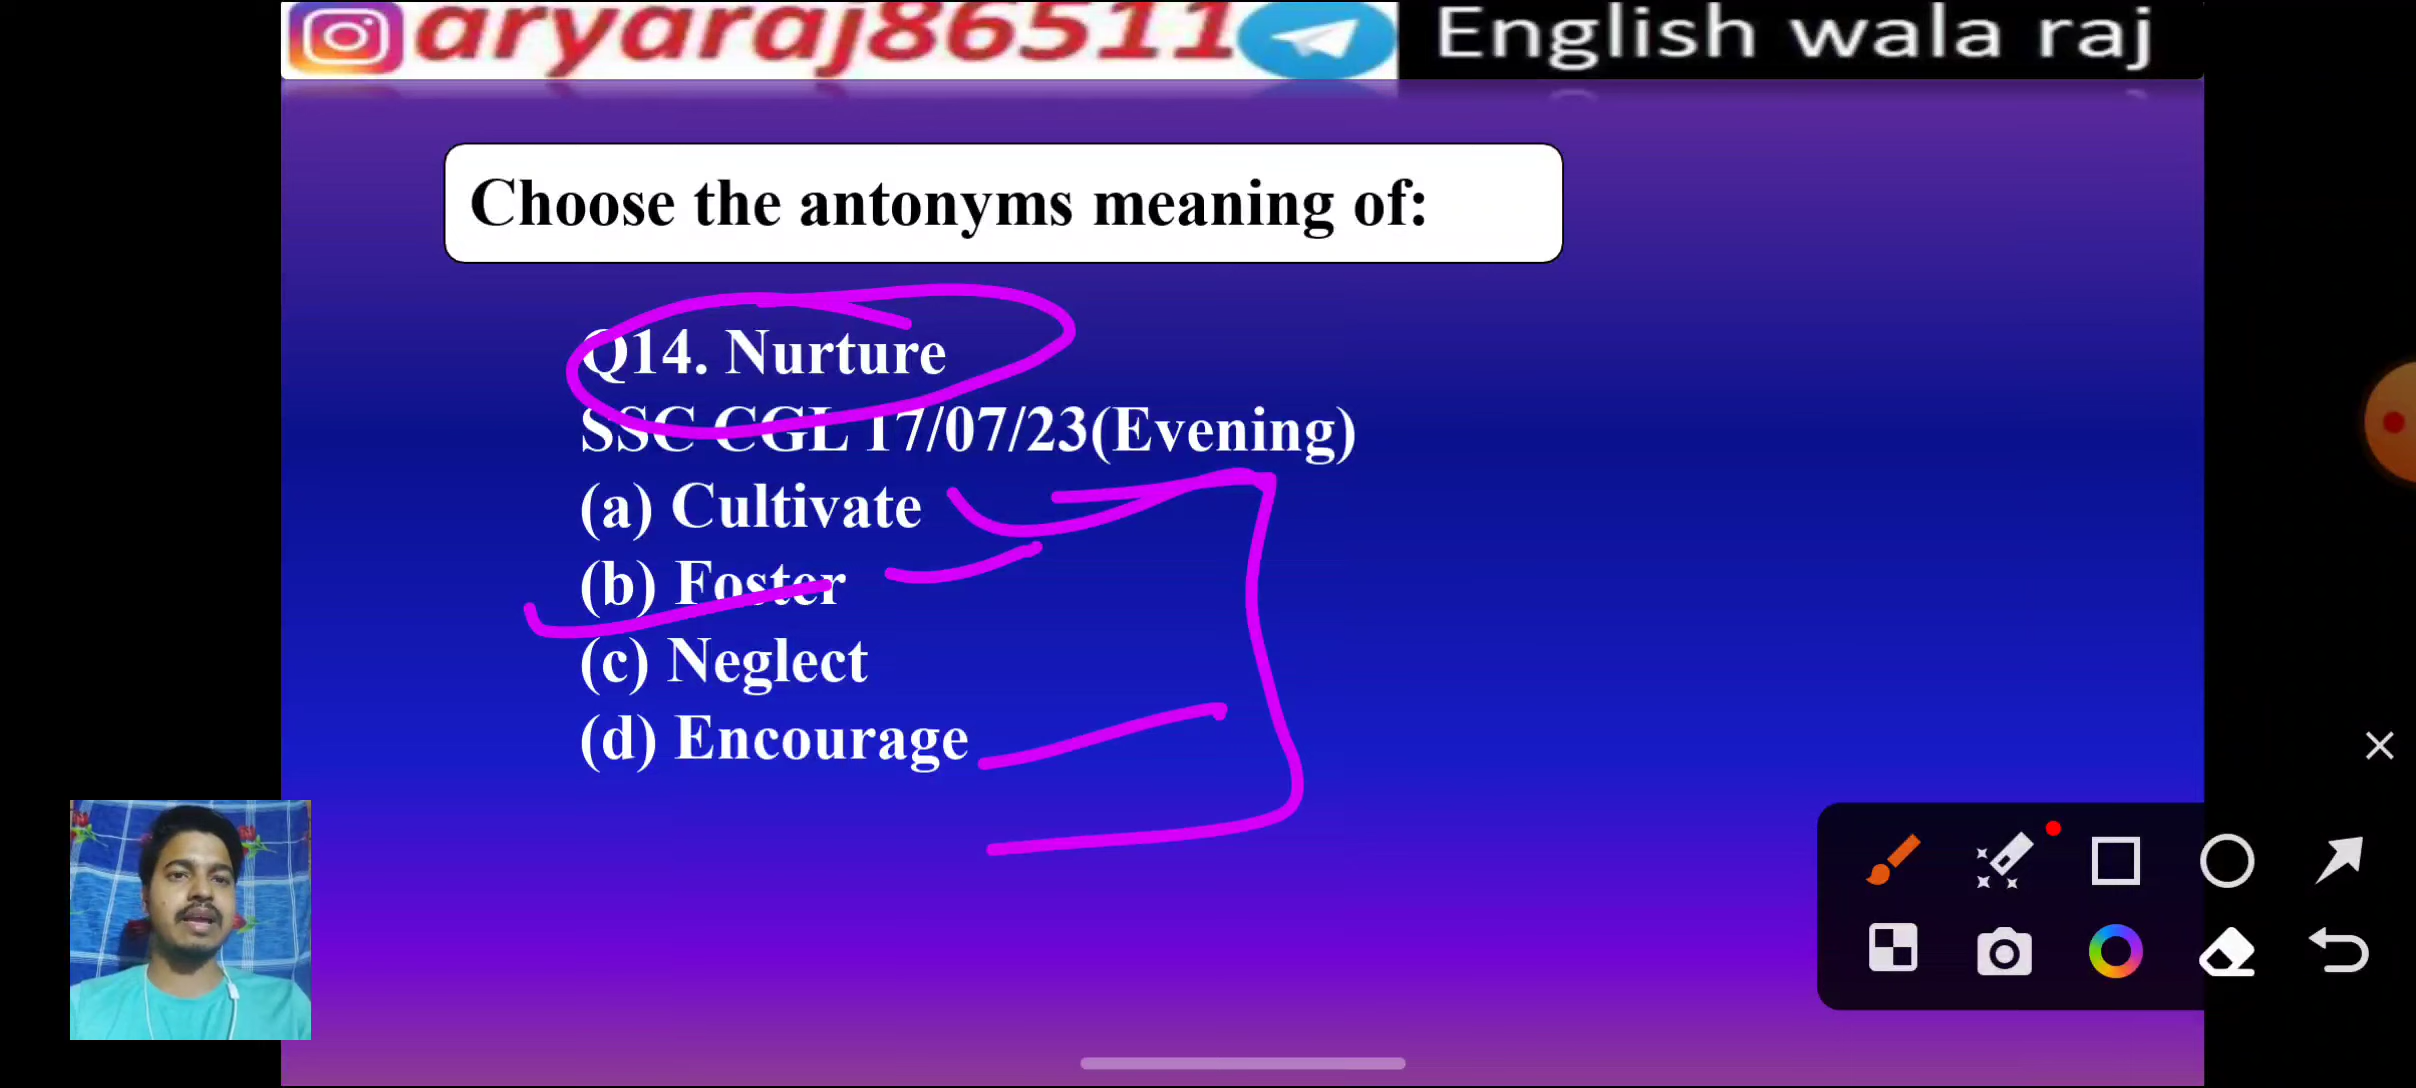 aryaraj86511 English wala raj
Choose the antonyms meaning of:
Q14. Nurture
SSC CGL 17/07/23(Evening)
(a) Cultivate
(b) Foster
(c) Neglect
(d) Encourage